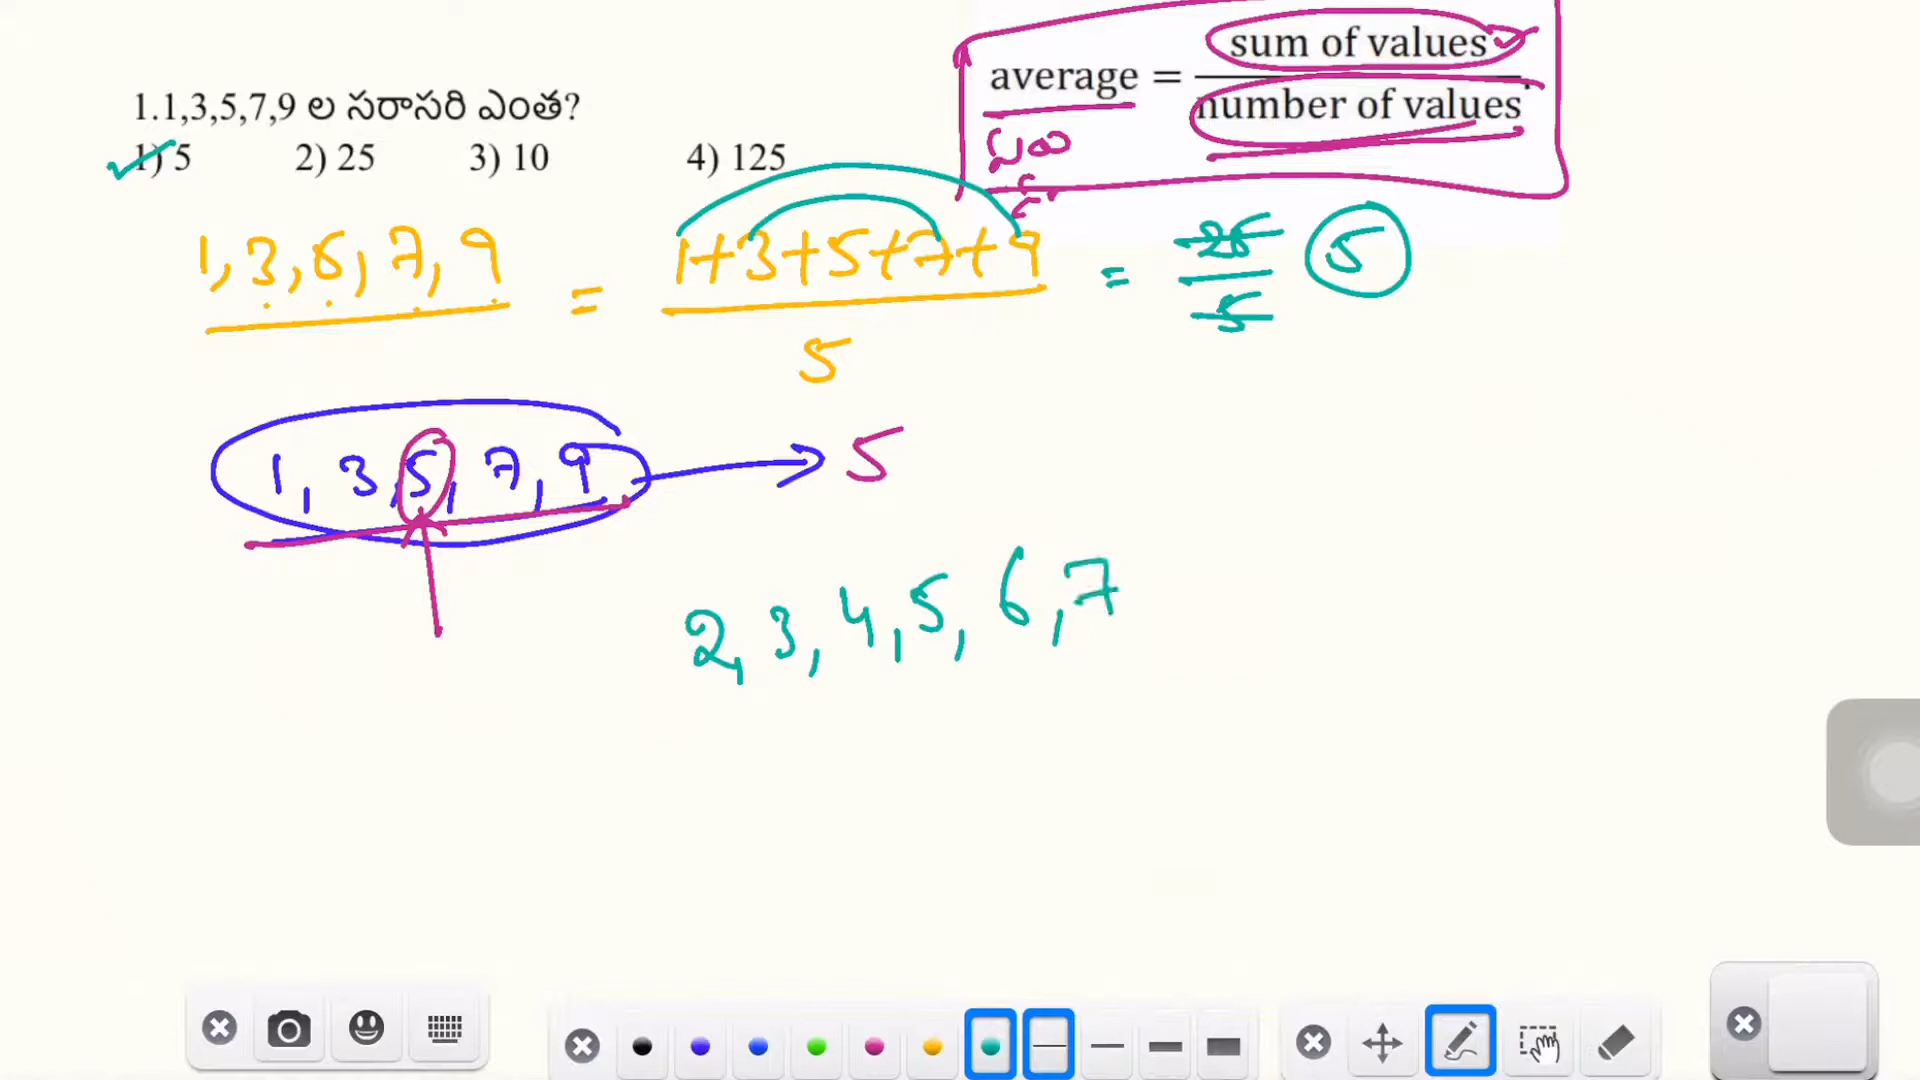 average = sum of values / number of values.
1.1,3,5,7,9 ల సరాసరి ఎంత?
1) 5 2) 25 3) 10 4) 125
1, 3, 5, 7, 9 = 1+3+5+7+9 / 5 = 25 / 5 5
1, 3, 5, 7, 9 → 5
2, 3, 4, 5, 6, 7